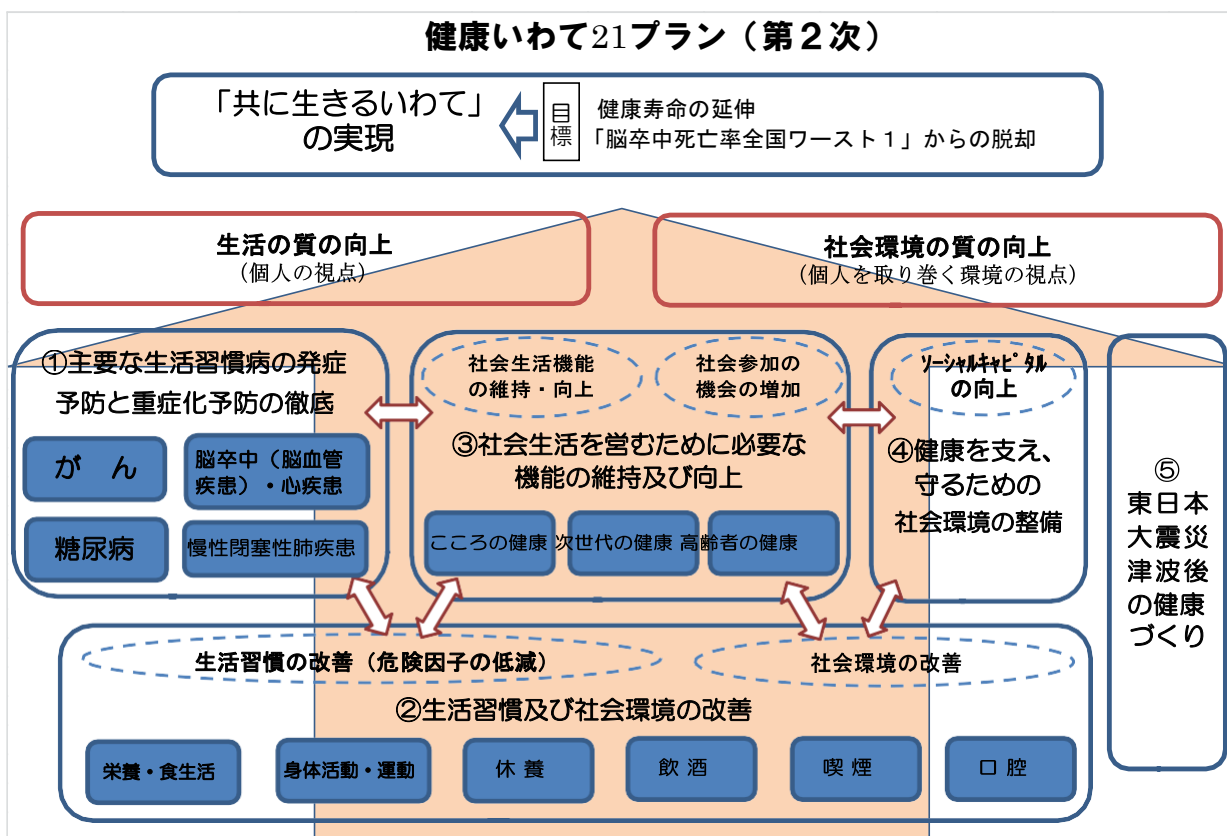 健康いわて21プラン（第２次）
「共に生きるいわて」
の実現
目標
健康寿命の延伸
「脳卒中死亡率全国ワースト１」からの脱却
生活の質の向上
（個人の視点）
社会環境の質の向上
（個人を取り巻く環境の視点）
①主要な生活習慣病の発症
予防と重症化予防の徹底
がん
脳卒中（脳血管
疾患）・心疾患
糖尿病
慢性閉塞性肺疾患
社会生活機能
の維持・向上
社会参加の
機会の増加
③社会生活を営むために必要な
機能の維持及び向上
こころの健康
次世代の健康
高齢者の健康
ｿｰｼｬﾙｷｬﾋﾟﾀﾙ
の向上
④健康を支え、
守るための
社会環境の整備
⑤
東日本
大震災
津波後
の健康
づくり
生活習慣の改善（危険因子の低減）
社会環境の改善
②生活習慣及び社会環境の改善
栄養・食生活
身体活動・運動
休養
飲酒
喫煙
口腔